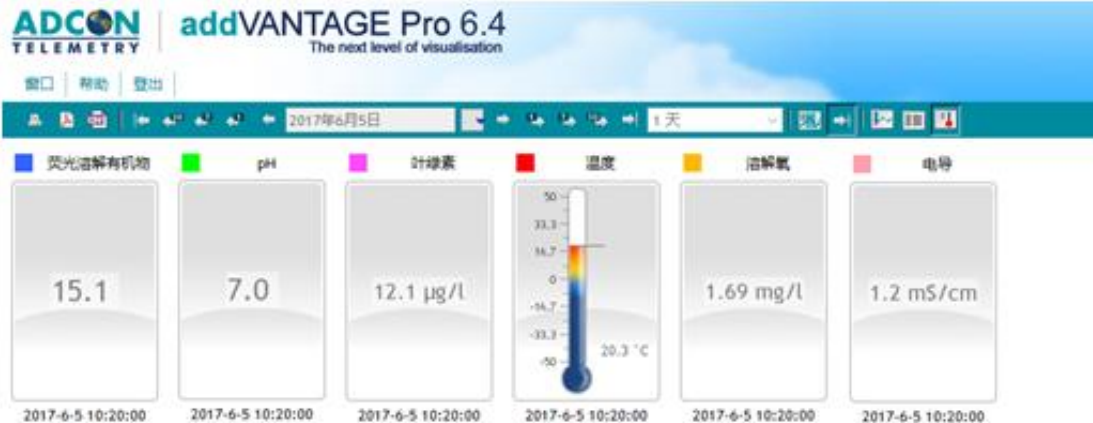 ADCON
TELEMETRY
addVANTAGE Pro 6.4
The next level of visualisation
窗口 帮助 登出
2017年6月5日 1 天
荧光溶解有机物 pH 叶绿素 温度 溶解氧 电导
50
33.3
16.7
0
-16.7
-33.3
-50
15.1 7.0 12.1 µg/l 20.3 °C 1.69 mg/l 1.2 mS/cm
2017-6-5 10:20:00 2017-6-5 10:20:00 2017-6-5 10:20:00 2017-6-5 10:20:00 2017-6-5 10:20:00 2017-6-5 10:20:00